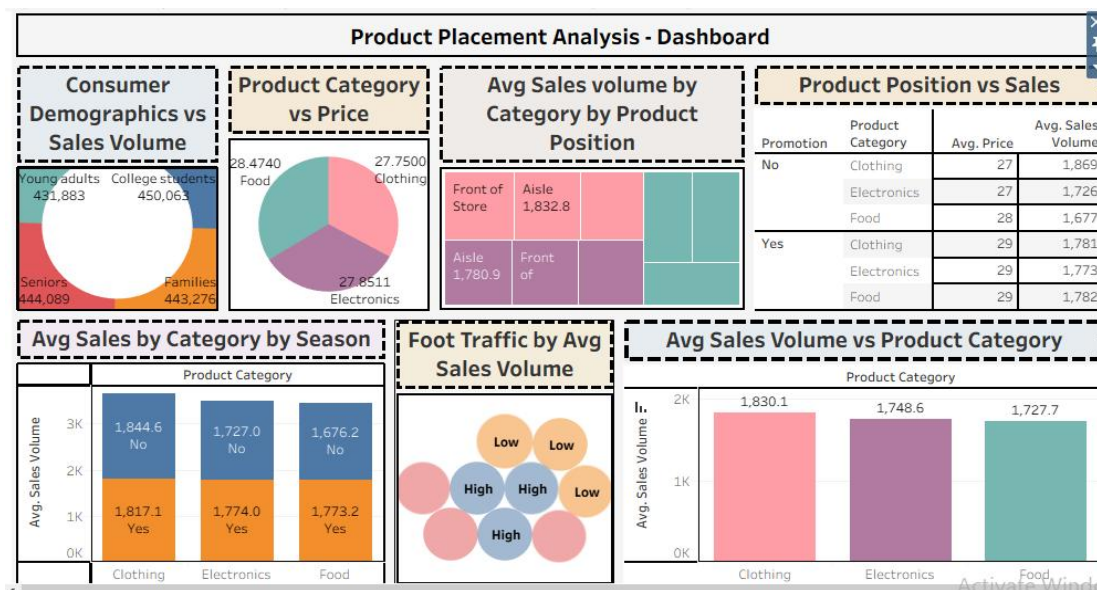 Product Placement Analysis - Dashboard
Consumer
Demographics vs
Sales Volume
Young adults
431,883
College students
450,063
Seniors
444,089
Families
443,276
Product Category
vs Price
28.4740
Food
27.7500
Clothing
27.8511
Electronics
Avg Sales volume by
Category by Product
Position
Front of
Store
Aisle
1,832.8
Aisle
1,780.9
Front
of
Product Position vs Sales
Promotion
Product
Category
Avg. Price
Avg. Sales
Volume
No Clothing 27 1,869
Electronics 27 1,726
Food 28 1,677
Yes Clothing 29 1,781
Electronics 29 1,773
Food 29 1,782
Avg Sales by Category by Season
Product Category
Avg. Sales Volume
3K
2K
1K
0K
1,844.6
No
1,727.0
No
1,676.2
No
1,817.1
Yes
1,774.0
Yes
1,773.2
Yes
Clothing Electronics Food
Foot Traffic by Avg
Sales Volume
Low
Low
High
High
Low
High
Avg Sales Volume vs Product Category
Product Category
Avg. Sales Volume
2K
1K
0K
1,830.1
1,748.6
1,727.7
Clothing Electronics Food
Activate